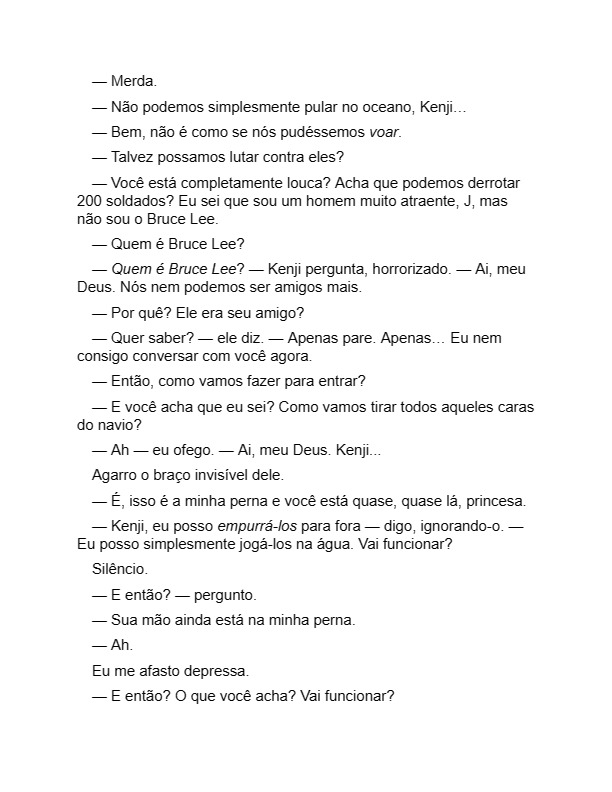 — Merda.
— Não podemos simplesmente pular no oceano, Kenji…
— Bem, não é como se nós pudéssemos voar.
— Talvez possamos lutar contra eles?
— Você está completamente louca? Acha que podemos derrotar
200 soldados? Eu sei que sou um homem muito atraente, J, mas
não sou o Bruce Lee.
— Quem é Bruce Lee?
— Quem é Bruce Lee? — Kenji pergunta, horrorizado. — Ai, meu
Deus. Nós nem podemos ser amigos mais.
— Por quê? Ele era seu amigo?
— Quer saber? — ele diz. — Apenas pare. Apenas… Eu nem
consigo conversar com você agora.
— Então, como vamos fazer para entrar?
— E você acha que eu sei? Como vamos tirar todos aqueles caras
do navio?
— Ah — eu ofego. — Ai, meu Deus. Kenji...
Agarro o braço invisível dele.
— É, isso é a minha perna e você está quase, quase lá, princesa.
— Kenji, eu posso empurrá-los para fora — digo, ignorando-o. —
Eu posso simplesmente jogá-los na água. Vai funcionar?
Silêncio.
— E então? — pergunto.
— Sua mão ainda está na minha perna.
— Ah.
Eu me afasto depressa.
— E então? O que você acha? Vai funcionar?